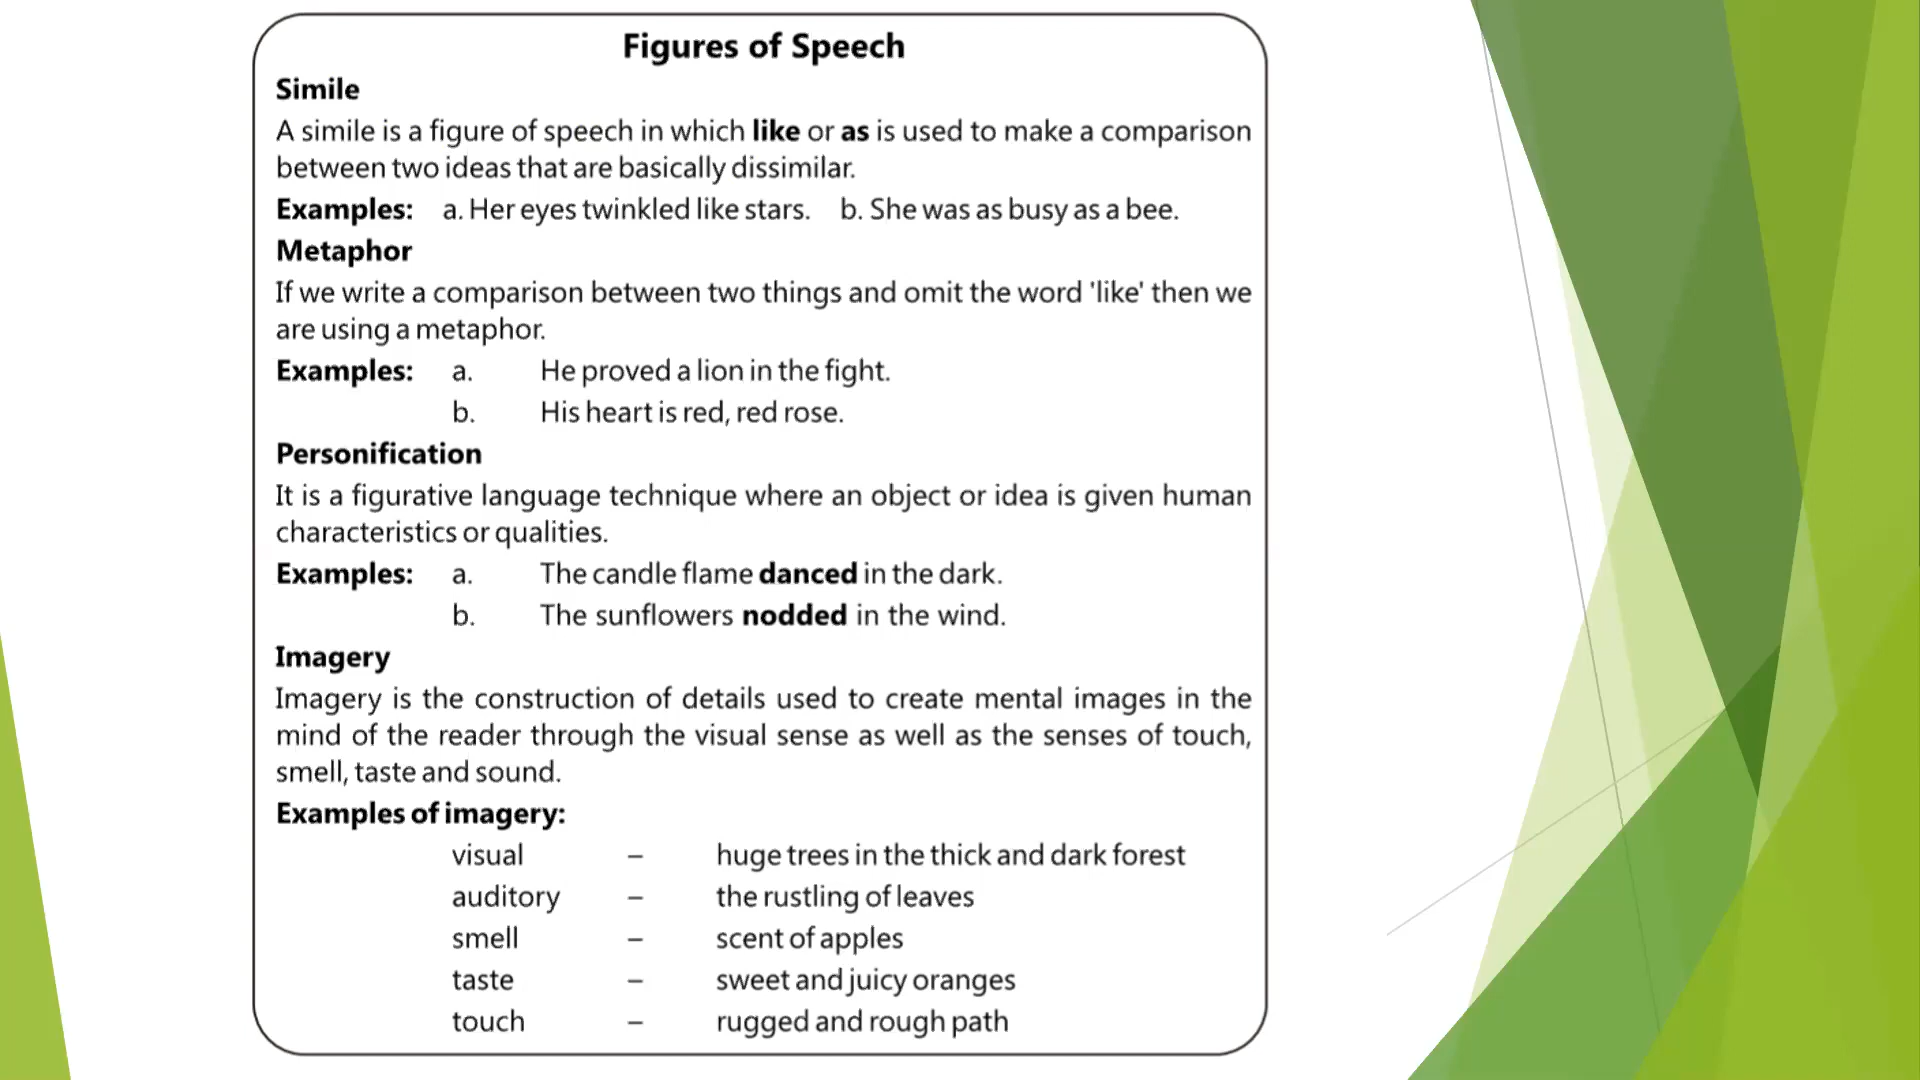 Figures of Speech
Simile
A simile is a figure of speech in which like or as is used to make a comparison
between two ideas that are basically dissimilar.
Examples: a. Her eyes twinkled like stars. b. She was as busy as a bee.
Metaphor
If we write a comparison between two things and omit the word 'like' then we
are using a metaphor.
Examples: a. He proved a lion in the fight.
b. His heart is red, red rose.
Personification
It is a figurative language technique where an object or idea is given human
characteristics or qualities.
Examples: a. The candle flame danced in the dark.
b. The sunflowers nodded in the wind.
Imagery
Imagery is the construction of details used to create mental images in the
mind of the reader through the visual sense as well as the senses of touch,
smell, taste and sound.
Examples of imagery:
visual – huge trees in the thick and dark forest
auditory – the rustling of leaves
smell – scent of apples
taste – sweet and juicy oranges
touch – rugged and rough path